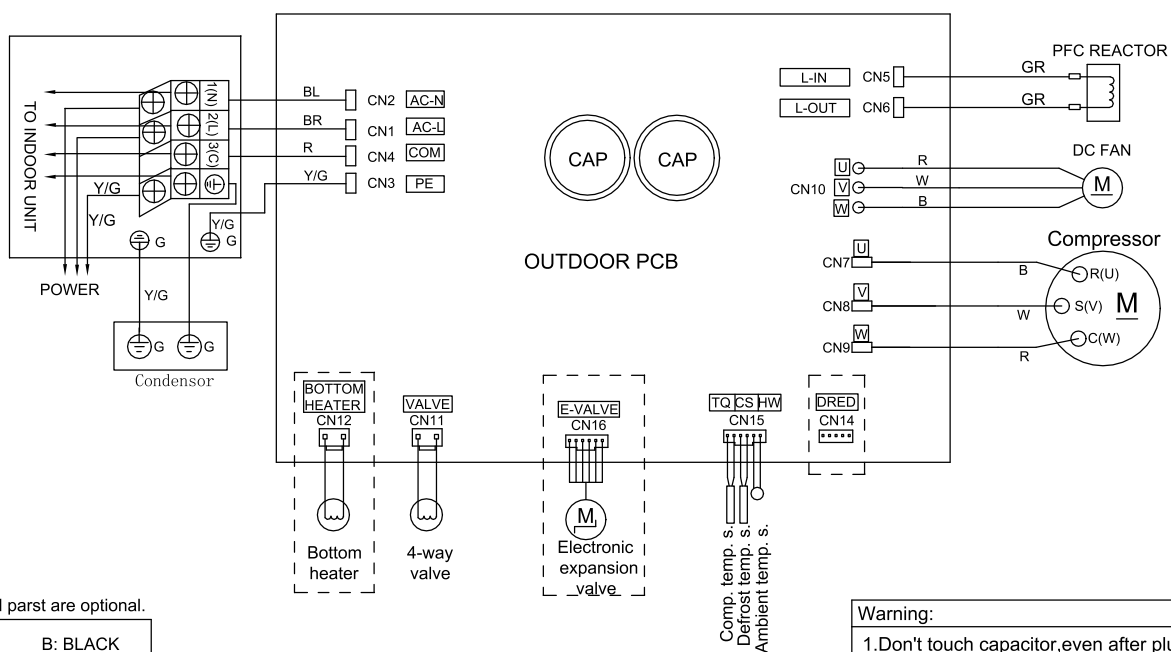 1(N)
2(L)
3(C)
TO INDOOR UNIT
BL
CN2 AC-N
BR
CN1 AC-L
R
CN4 COM
Y/G
CN3 PE
Y/G
Y/G
Y/G
G
G
POWER
Y/G
G
G
Condensor
CAP
CAP
OUTDOOR PCB
L-IN CN5
GR
L-OUT CN6
GR
PFC REACTOR
DC FAN
CN10
U
V
W
R
W
B
M
Compressor
U
CN7
B
R(U)
V
CN8
W
S(V)
M
W
CN9
R
C(W)
BOTTOM
HEATER
CN12
Bottom
heater
VALVE
CN11
4-way
valve
E-VALVE
CN16
M
Electronic
expansion
valve
TQ CS HW
CN15
Comp. temp. s.
Defrost temp. s.
Ambient temp. s.
DRED
CN14
parst are optional.
B: BLACK
Warning:
1.Don't touch capacitor,even after plu